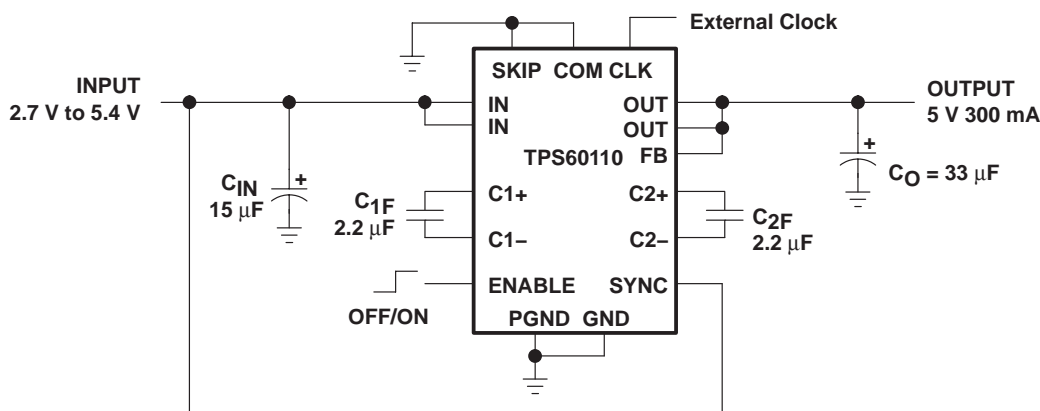 External Clock
SKIP COM CLK
INPUT
2.7 V to 5.4 V
IN
IN
OUT
OUT
FB
TPS60110
OUTPUT
5 V 300 mA
+
CIN
15 μF
+
CO = 33 μF
C1F
2.2 μF
C1+
C1–
C2+
C2–
C2F
2.2 μF
ENABLE
SYNC
OFF/ON
PGND GND